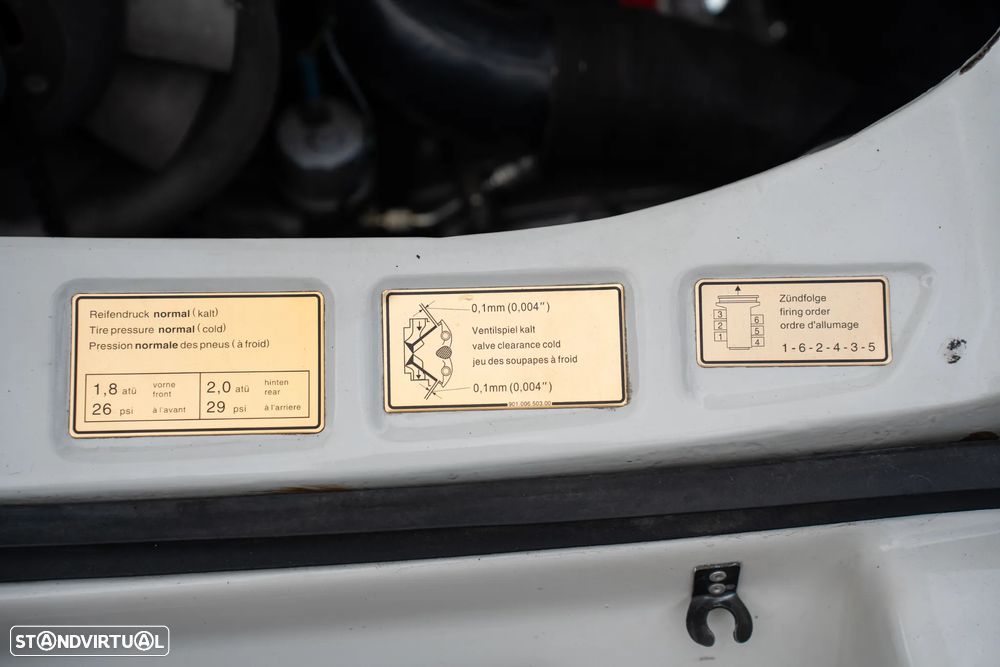 Reifendruck normal (kalt)
Tire pressure normal (cold)
Pression normale des pneus (à froid)
1,8 atü vorne front
26 psi à l'avant
2,0 atü hinten rear
29 psi à l'arriere
0,1mm (0,004")
Ventilspiel kalt
valve clearance cold
jeu des soupapes à froid
0,1mm (0,004")
901.006.503.00
Zündfolge
firing order
ordre d'allumage
1-6-2-4-3-5
3
2
1
6
5
4
STANDVIRTUAL